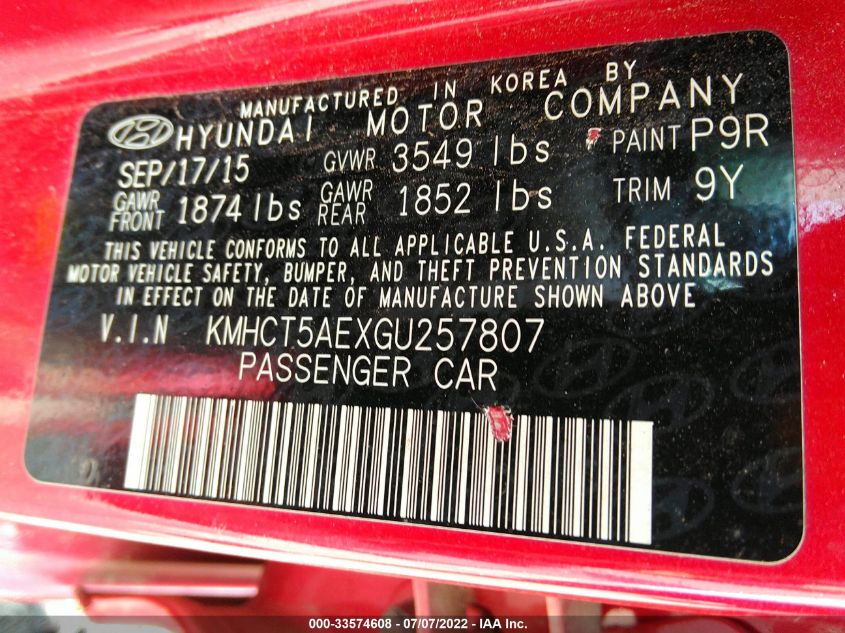 MANUFACTURED IN KOREA BY
HYUNDAI MOTOR COMPANY
SEP/17/15 GVWR 3549 lbs PAINT P9R
GAWR FRONT 1874 lbs GAWR REAR 1852 lbs TRIM 9Y
THIS VEHICLE CONFORMS TO ALL APPLICABLE U.S.A. FEDERAL
MOTOR VEHICLE SAFETY, BUMPER, AND THEFT PREVENTION STANDARDS
IN EFFECT ON THE DATE OF MANUFACTURE SHOWN ABOVE
V.I.N KMHCT5AEXGU257807
PASSENGER CAR
000-33574608 - 07/07/2022 - IAA Inc.